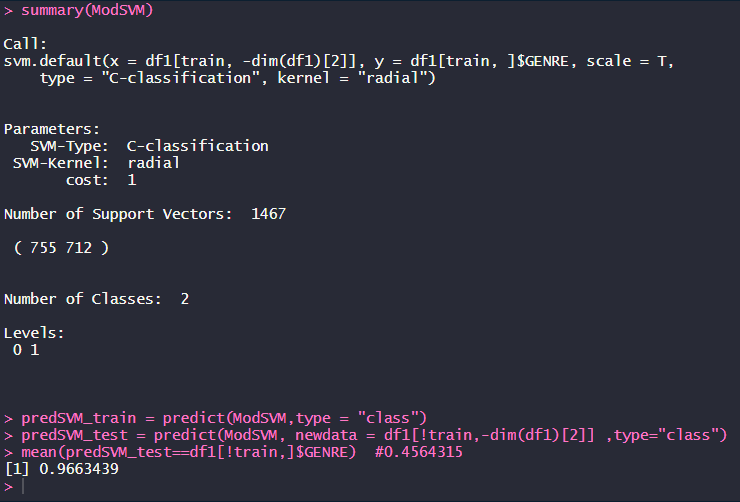 > summary(ModSVM)
Call:
svm.default(x = df1[train, -dim(df1)[2]], y = df1[train, ]$GENRE, scale = T,
    type = "C-classification", kernel = "radial")
Parameters:
   SVM-Type:  C-classification
 SVM-Kernel:  radial
       cost:  1
Number of Support Vectors:  1467
 ( 755 712 )
Number of Classes:  2
Levels:
 0 1
> predSVM_train = predict(ModSVM,type = "class")
> predSVM_test = predict(ModSVM, newdata = df1[!train,-dim(df1)[2]] ,type="class")
> mean(predSVM_test==df1[!train,]$GENRE)  #0.4564315
[1] 0.9663439
>